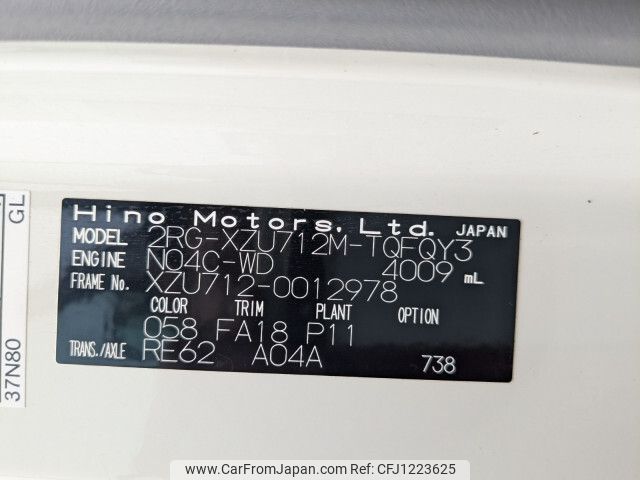 Hino Motors, Ltd. JAPAN
MODEL 2RG-XZU712M-TQFQY3
ENGINE N04C-WD 4009 mL
FRAME No. XZU712-0012978
COLOR TRIM PLANT OPTION
058 FA18 P11
TRANS./AXLE RE62 A04A 738
37N80 GL
www.CarFromJapan.com - CFJ1223625